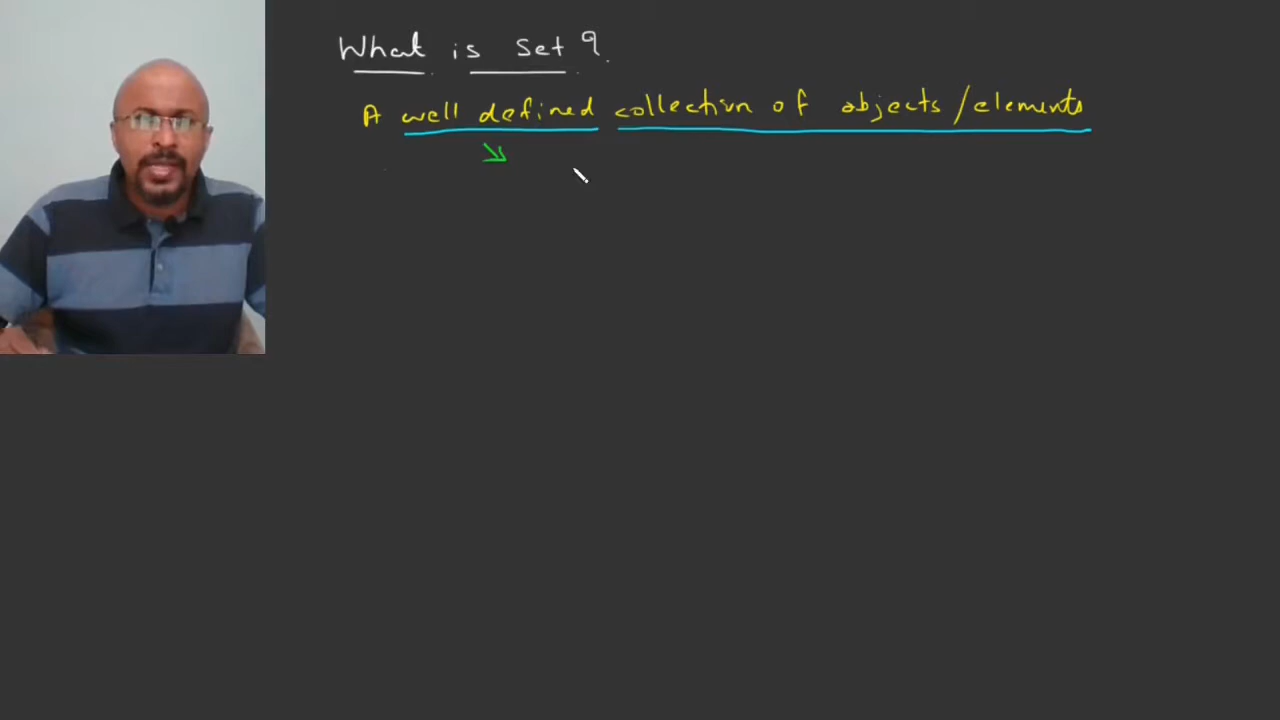 What is Set ?
A well defined collection of objects / elements